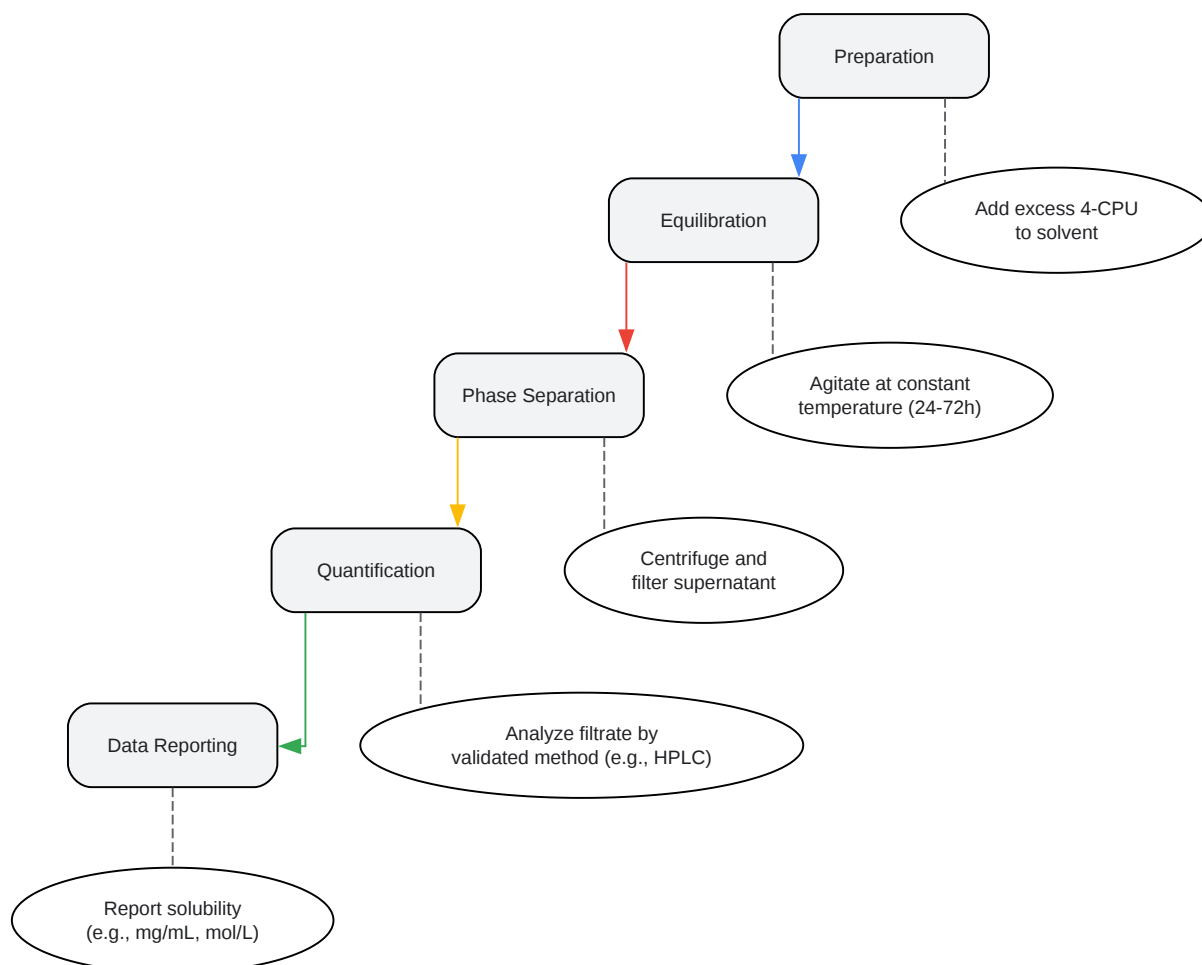 Preparation
Add excess 4-CPU
to solvent
Equilibration
Agitate at constant
temperature (24-72h)
Phase Separation
Centrifuge and
filter supernatant
Quantification
Analyze filtrate by
validated method (e.g., HPLC)
Data Reporting
Report solubility
(e.g., mg/mL, mol/L)